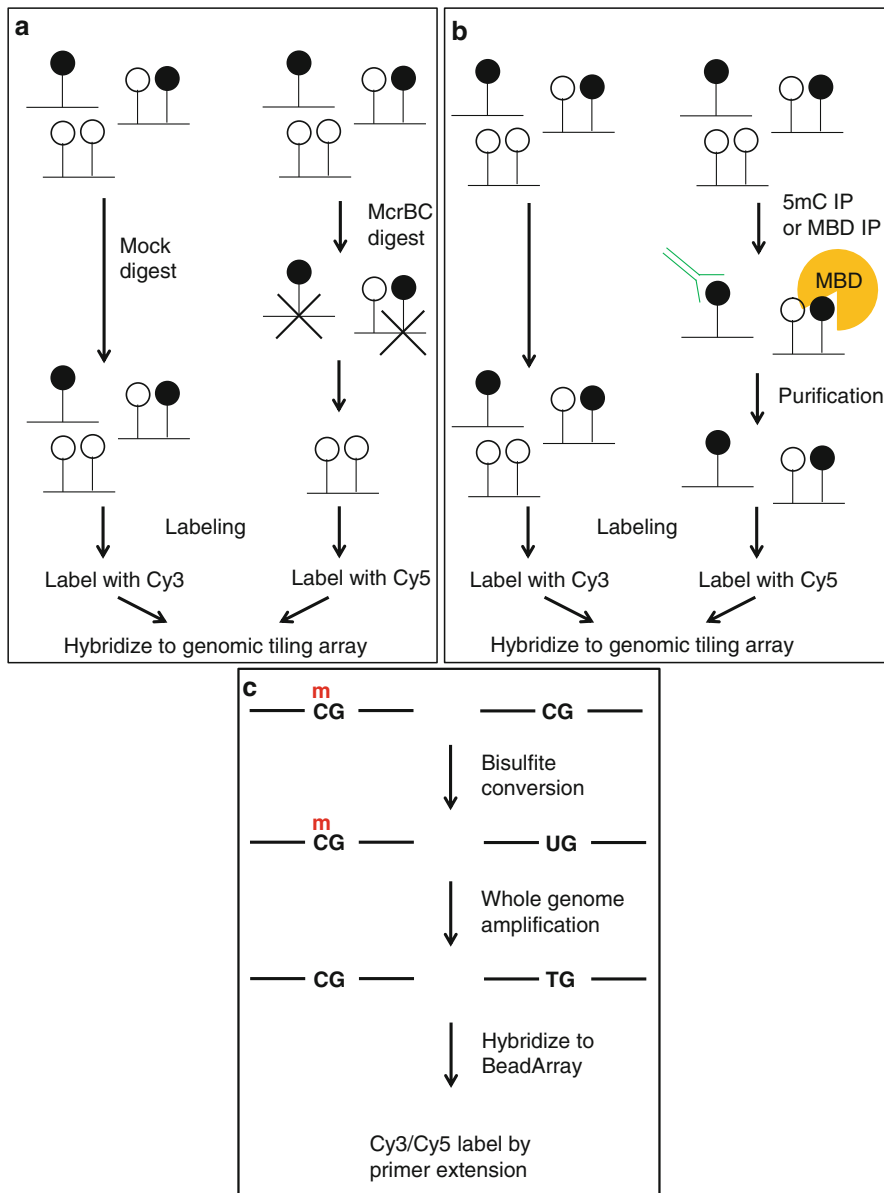 a
Mock
digest
McrBC
digest
Labeling
Label with Cy3
Label with Cy5
Hybridize to genomic tiling array
b
5mC IP
or MBD IP
MBD
Purification
Labeling
Label with Cy3
Label with Cy5
Hybridize to genomic tiling array
c
m
CG
CG
Bisulfite
conversion
m
CG
UG
Whole genome
amplification
CG
TG
Hybridize to
BeadArray
Cy3/Cy5 label by
primer extension